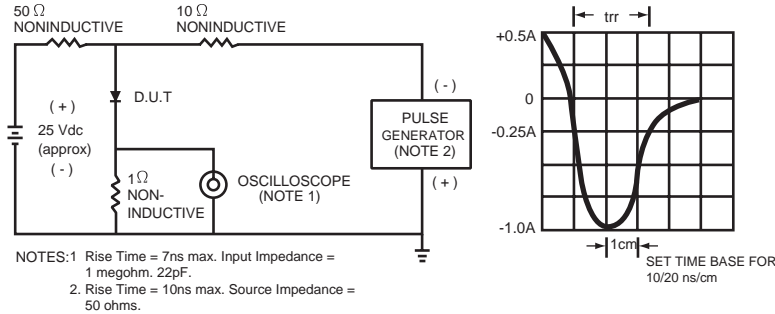 50 Ω
NONINDUCTIVE
10 Ω
NONINDUCTIVE
D.U.T
(+)
25 Vdc
(approx)
(-)
1Ω
NON-
INDUCTIVE
OSCILLOSCOPE
(NOTE 1)
(-)
PULSE
GENERATOR
(NOTE 2)
(+)
NOTES:1 Rise Time = 7ns max. Input Impedance =
1 megohm. 22pF.
2. Rise Time = 10ns max. Source Impedance =
50 ohms.
trr
+0.5A
0
-0.25A
-1.0A
1cm
SET TIME BASE FOR
10/20 ns/cm